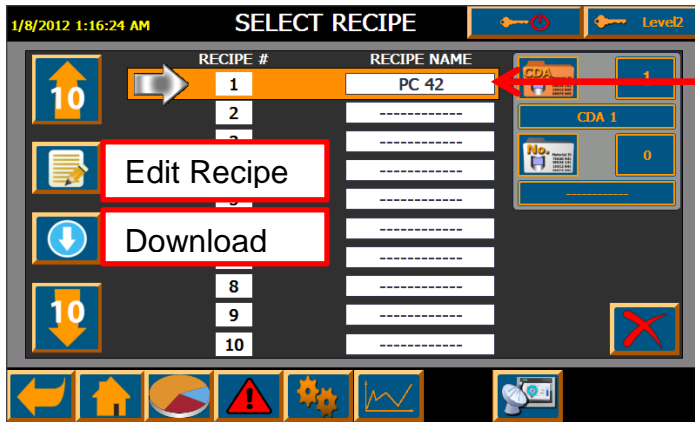 1/8/2012 1:16:24 AM
SELECT RECIPE
Level2
RECIPE #
RECIPE NAME
10
1
PC 42
CDA
1
2
------------
CDA 1
------------
No.
0
Edit Recipe
------------
------------
------------
Download
------------
------------
8
------------
10
9
------------
10
------------